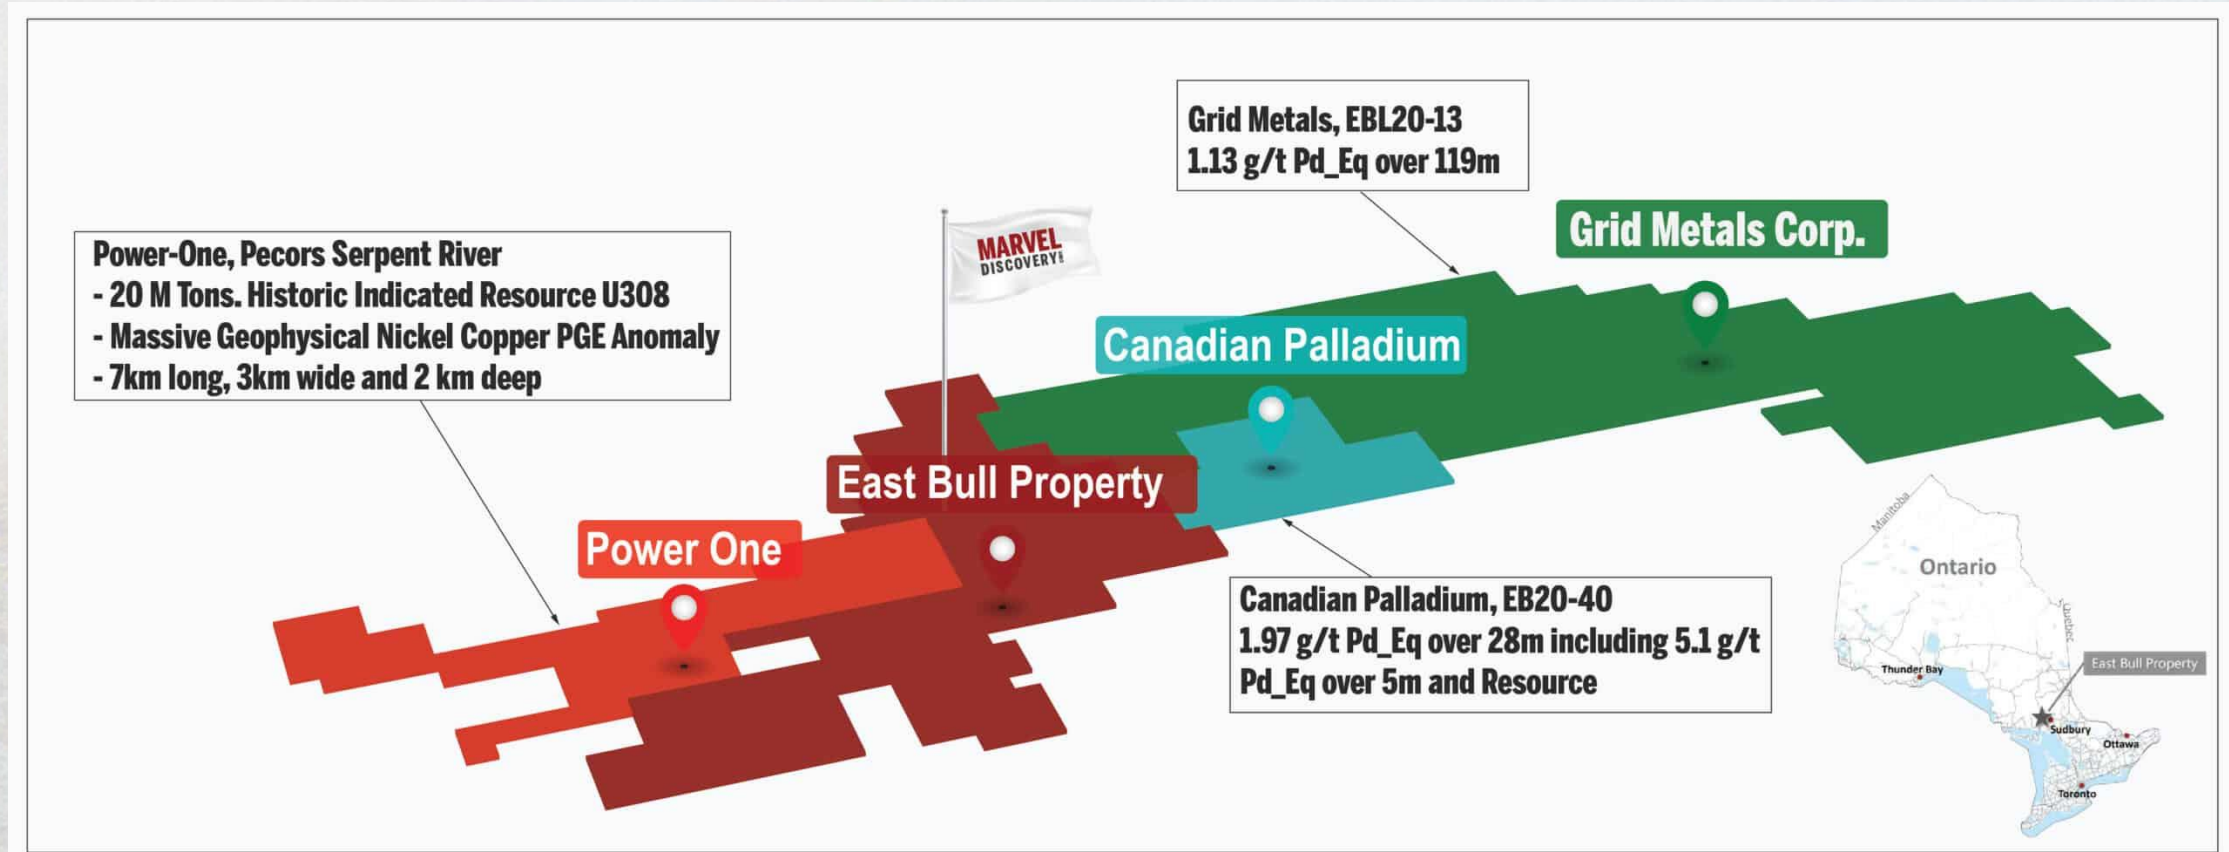 Grid Metals, EBL20-13
1.13 g/t Pd_Eq over 119m
Grid Metals Corp.
MARVEL
DISCOVERY
Power-One, Pecors Serpent River
- 20 M Tons. Historic Indicated Resource U308
- Massive Geophysical Nickel Copper PGE Anomaly
- 7km long, 3km wide and 2 km deep
Canadian Palladium
East Bull Property
Power One
Canadian Palladium, EB20-40
1.97 g/t Pd_Eq over 28m including 5.1 g/t
Pd_Eq over 5m and Resource
Manitoba
Ontario
Quebec
Thunder Bay
East Bull Property
Sudbury
Ottawa
Toronto